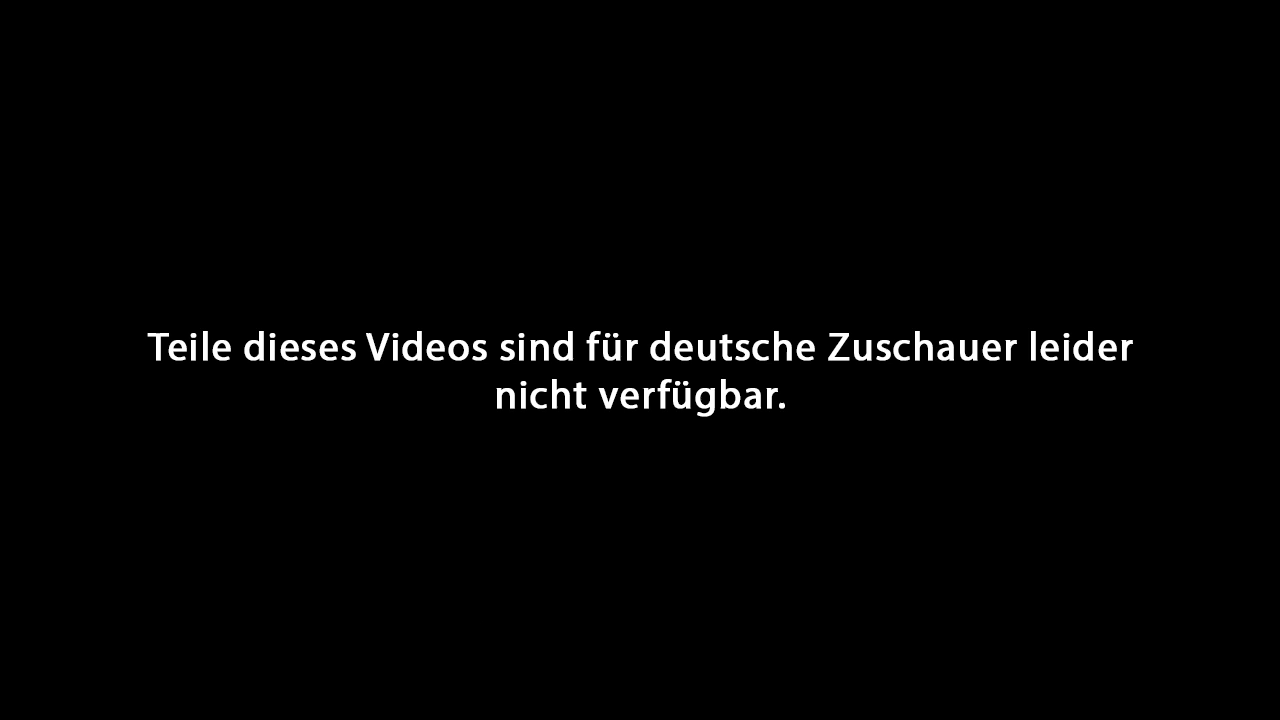 Teile dieses Videos sind für deutsche Zuschauer leider
nicht verfügbar.